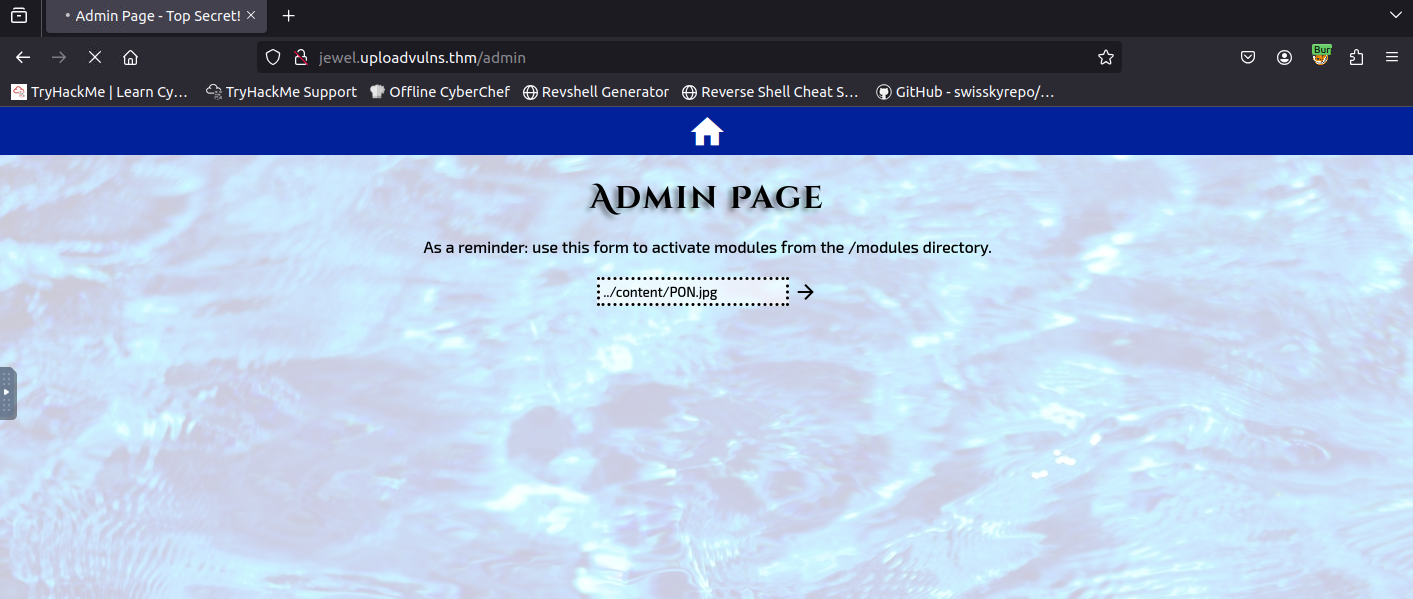 Admin Page - Top Secret!
jewel.uploadvulns.thm/admin
Bur
TryHackMe | Learn Cy…
TryHackMe Support
Offline CyberChef
Revshell Generator
Reverse Shell Cheat S…
GitHub - swisskyrepo/…
Admin Page
As a reminder: use this form to activate modules from the /modules directory.
../content/PON.jpg